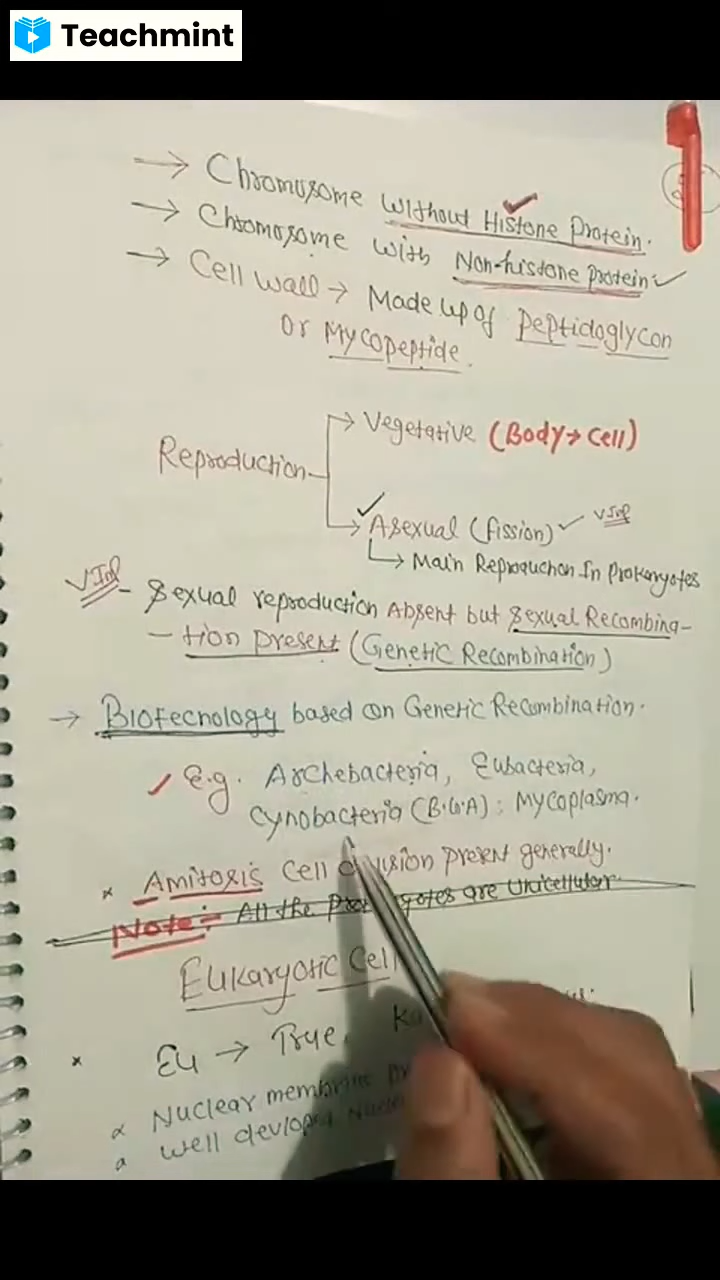 Teachmint
→ Chromosome without Histone Protein.
→ Chromosome with Non-histone protein
→ Cell wall → Made up of Peptidoglycon
or Mycopeptide.
Reproduction
→ Vegetative (Body → Cell)
→ Asexual (fission) VImp
→ Main Reproduction In Prokaryotes
VImp - Sexual reproduction Absent but Sexual Recombina-
-tion present (Genetic Recombination)
→ Biotecnology based on Genetic Recombination.
E.g. Archebacteria, Eubacteria,
Cynobacteria (B.G.A); Mycoplasma.
× Amitosis Cell division present generally.
Note:- All the are Unicellular
Eukaryotic Cell
× Eu → True,
Nuclear membrane
well devloped